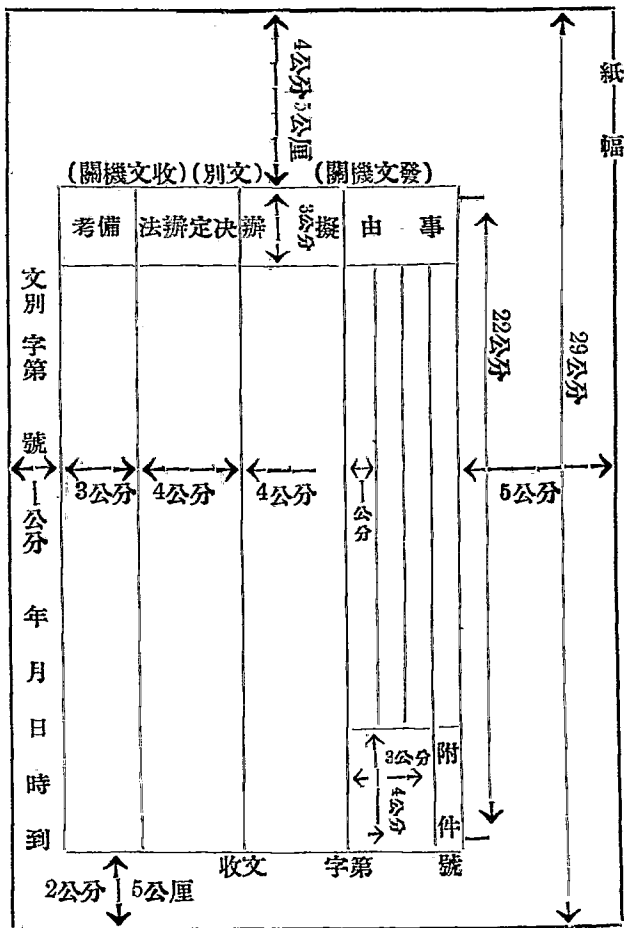 紙幅
29公分
4公分5公厘
(發文機關)
(文別)
(收文機關)
事由
擬辦
3公分
決定辦法
備考
22公分
5公分
1公分
4公分
4公分
3公分
1公分
附件
3公分
4公分
文別 字第 號 年月日時到
收文 字第 號
2公分5公厘